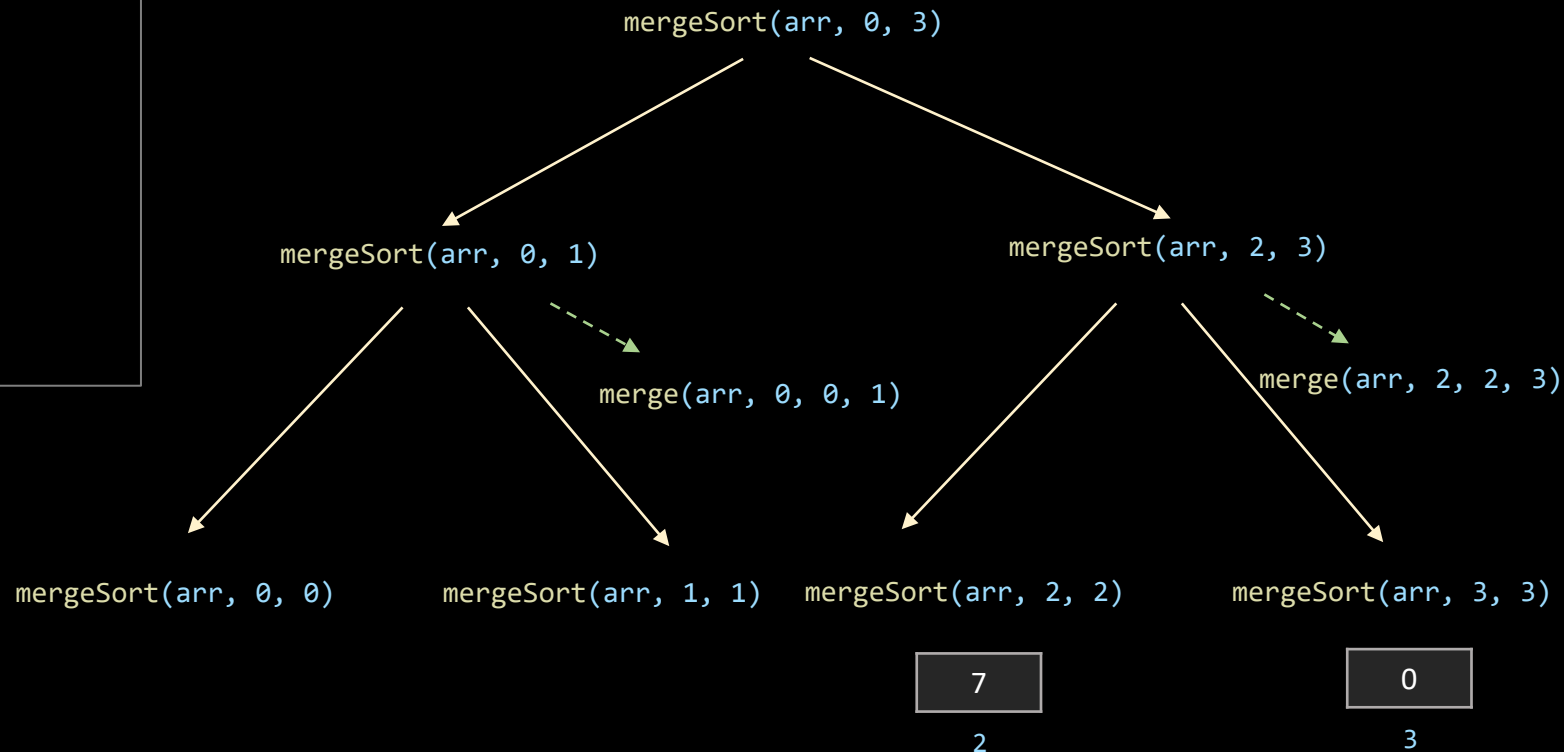 mergeSort(arr, 0, 3)
mergeSort(arr, 0, 1)
mergeSort(arr, 2, 3)
merge(arr, 0, 0, 1)
merge(arr, 2, 2, 3)
mergeSort(arr, 0, 0)
mergeSort(arr, 1, 1)
mergeSort(arr, 2, 2)
mergeSort(arr, 3, 3)
7
0
2
3